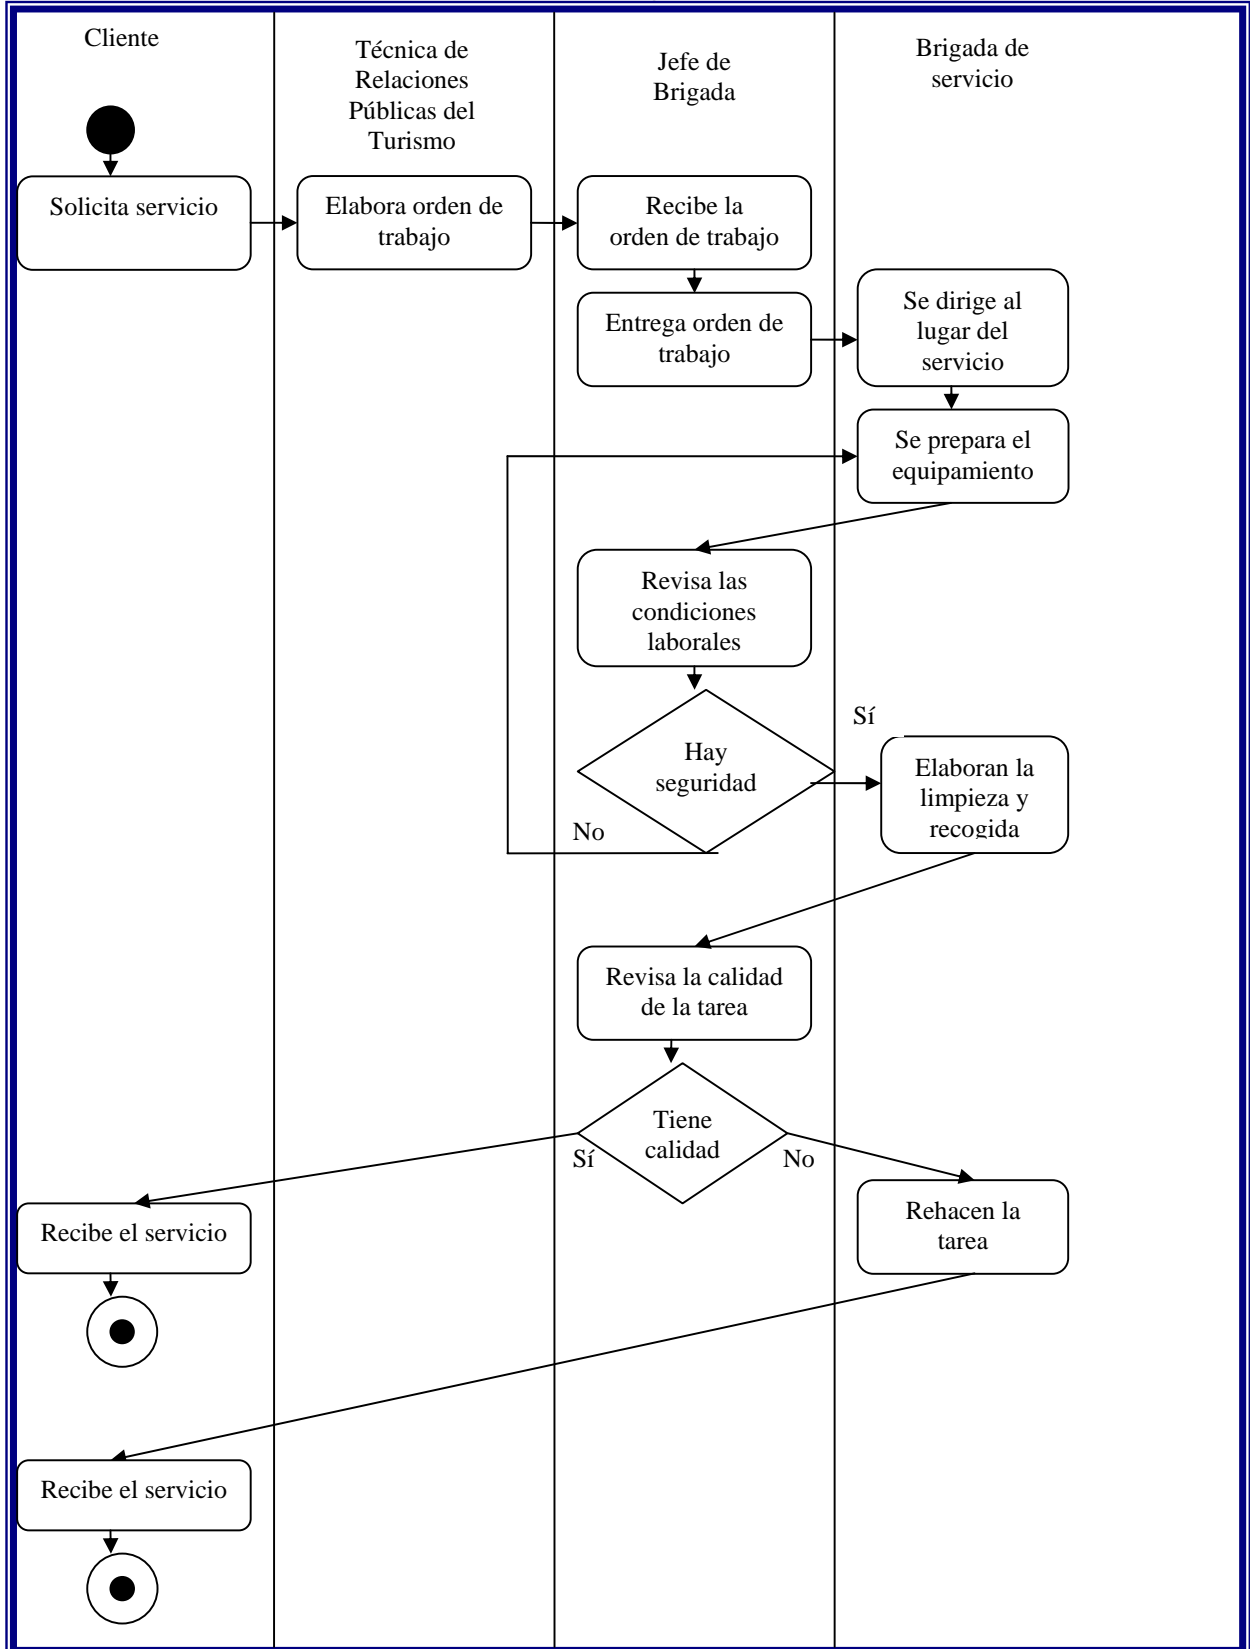 Cliente
Técnica de
Relaciones
Públicas del
Turismo
Jefe de
Brigada
Brigada de
servicio
Solicita servicio
Elabora orden de
trabajo
Recibe la
orden de trabajo
Entrega orden de
trabajo
Se dirige al
lugar del
servicio
Se prepara el
equipamiento
Revisa las
condiciones
laborales
Hay
seguridad
Sí
No
Elaboran la
limpieza y
recogida
Revisa la calidad
de la tarea
Tiene
calidad
Sí
No
Recibe el servicio
Rehacen la
tarea
Recibe el servicio